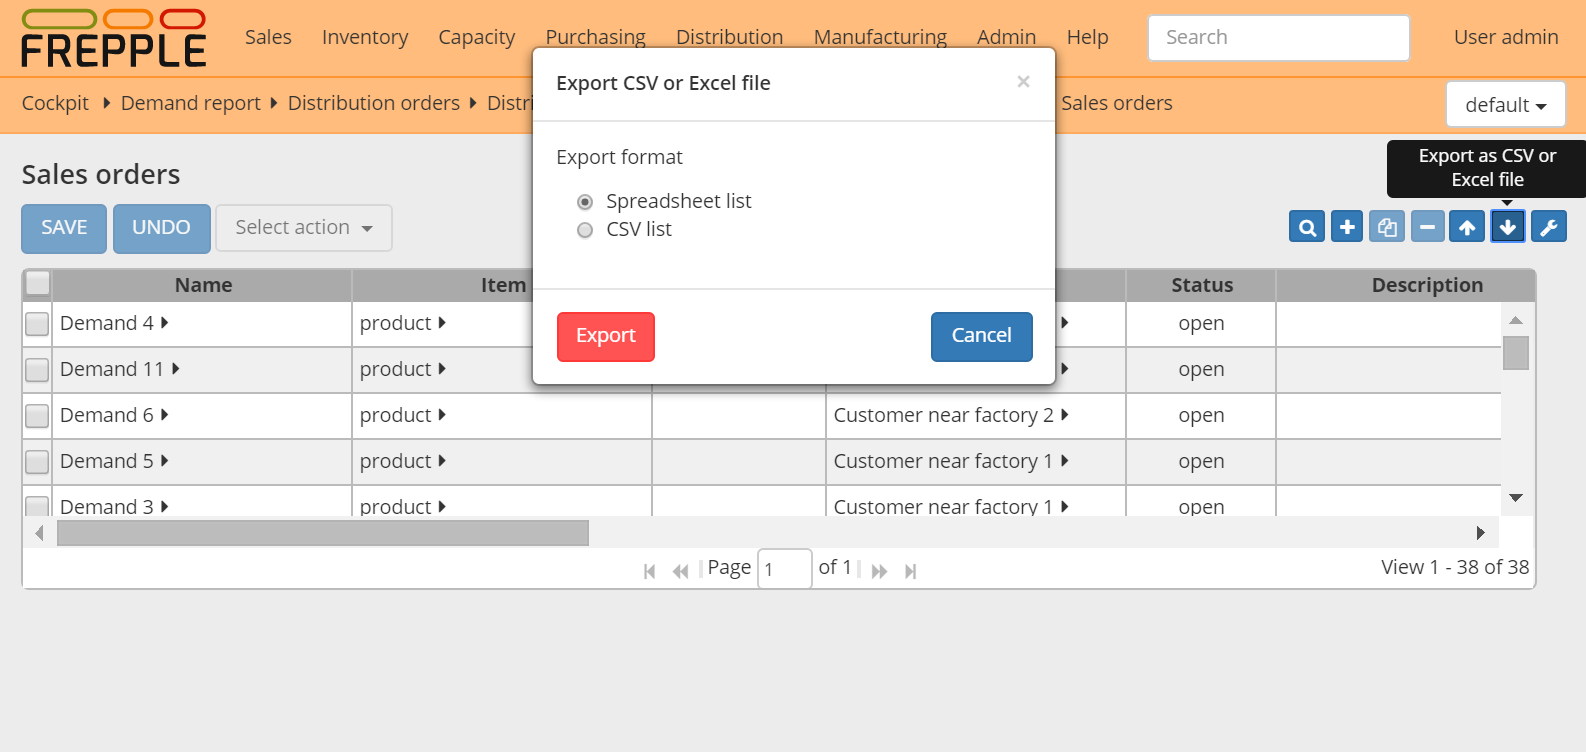 FREPPLE
Sales Inventory Capacity Purchasing Distribution Manufacturing Admin Help Search User admin
Cockpit Demand report Distribution orders Distri Sales orders default
Export CSV or Excel file ×
Export format
Spreadsheet list
CSV list
Export Cancel
Export as CSV or
Excel file
Sales orders
SAVE UNDO Select action
Name Item Status Description
Demand 4 product open
Demand 11 product open
Demand 6 product Customer near factory 2 open
Demand 5 product Customer near factory 1 open
Demand 3 product Customer near factory 1 open
Page 1 of 1 View 1 - 38 of 38